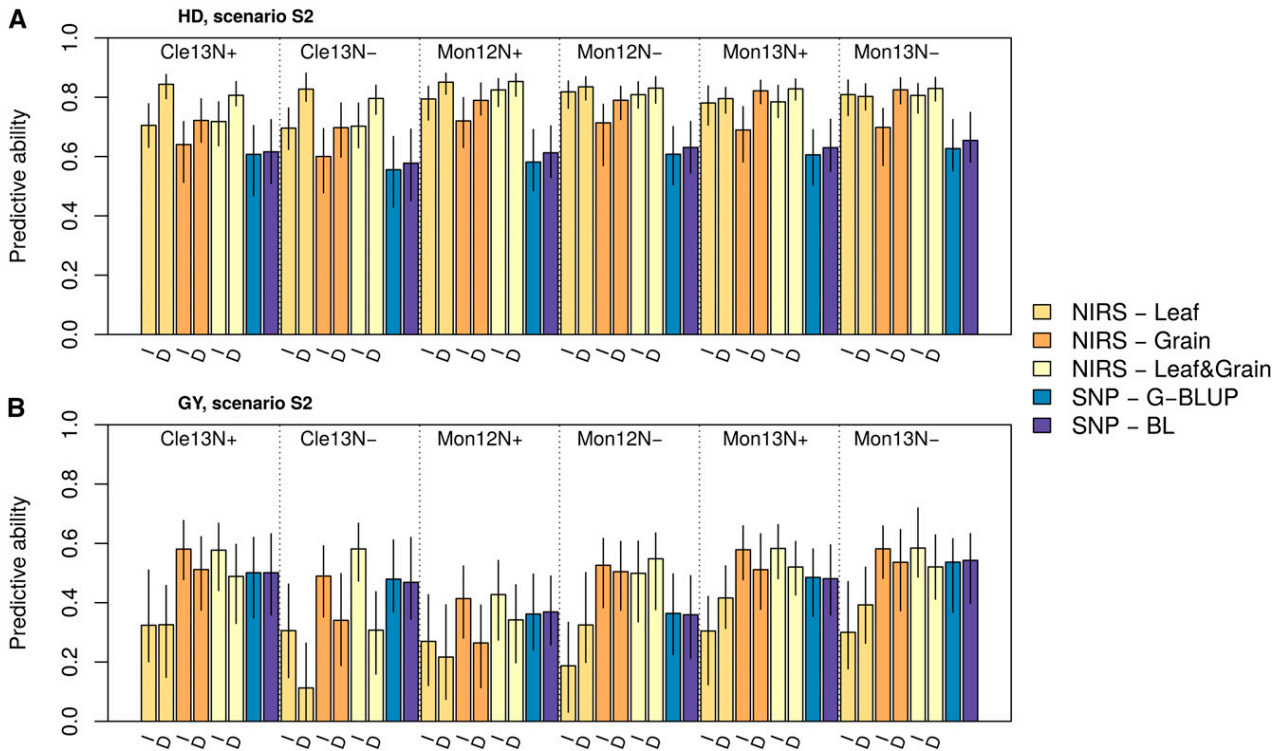 A
HD, scenario S2
Cle13N+ Cle13N− Mon12N+ Mon12N− Mon13N+ Mon13N−
Predictive ability
1.0
0.8
0.6
0.4
0.2
0.0
I D I D I D I D I D I D I D I D I D I D I D I D I D I D I D I D I D I D
NIRS − Leaf
NIRS − Grain
NIRS − Leaf&Grain
SNP − G−BLUP
SNP − BL
B
GY, scenario S2
Cle13N+ Cle13N− Mon12N+ Mon12N− Mon13N+ Mon13N−
Predictive ability
1.0
0.8
0.6
0.4
0.2
0.0
I D I D I D I D I D I D I D I D I D I D I D I D I D I D I D I D I D I D